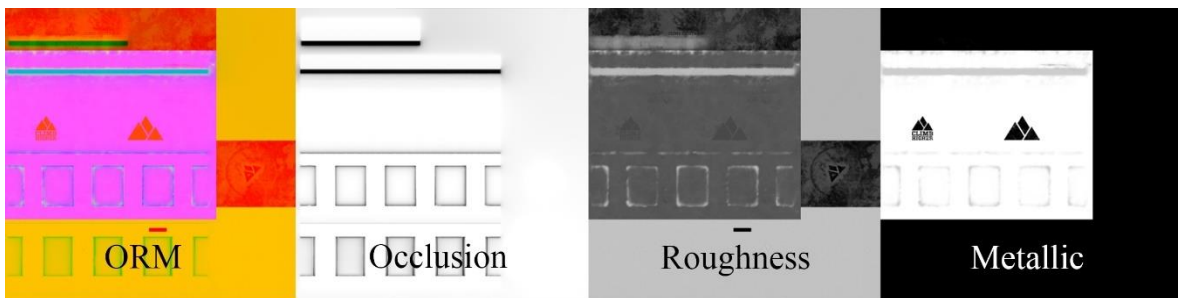 CLIMB
HIGHER
ORM
Occlusion
Roughness
Metallic